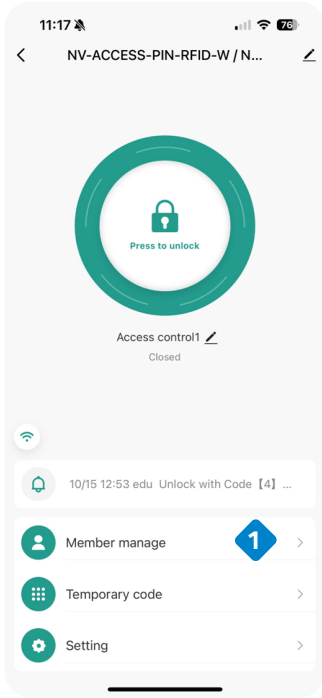 11:17 76
NV-ACCESS-PIN-RFID-W / N...
Press to unlock
Access control1
Closed
10/15 12:53 edu Unlock with Code【4】...
Member manage
1
Temporary code
Setting